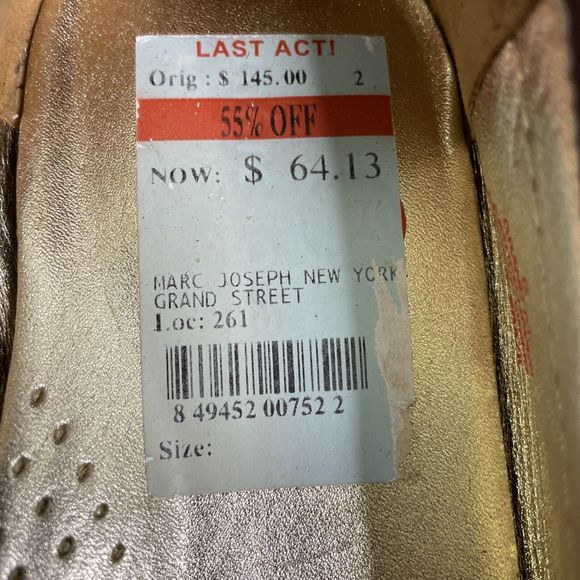 LAST ACT!
Orig : $ 145.00 2
55% OFF
NOW: $ 64.13
MARC JOSEPH NEW YORK
GRAND STREET
Loc: 261
8 49452 00752 2
Size: